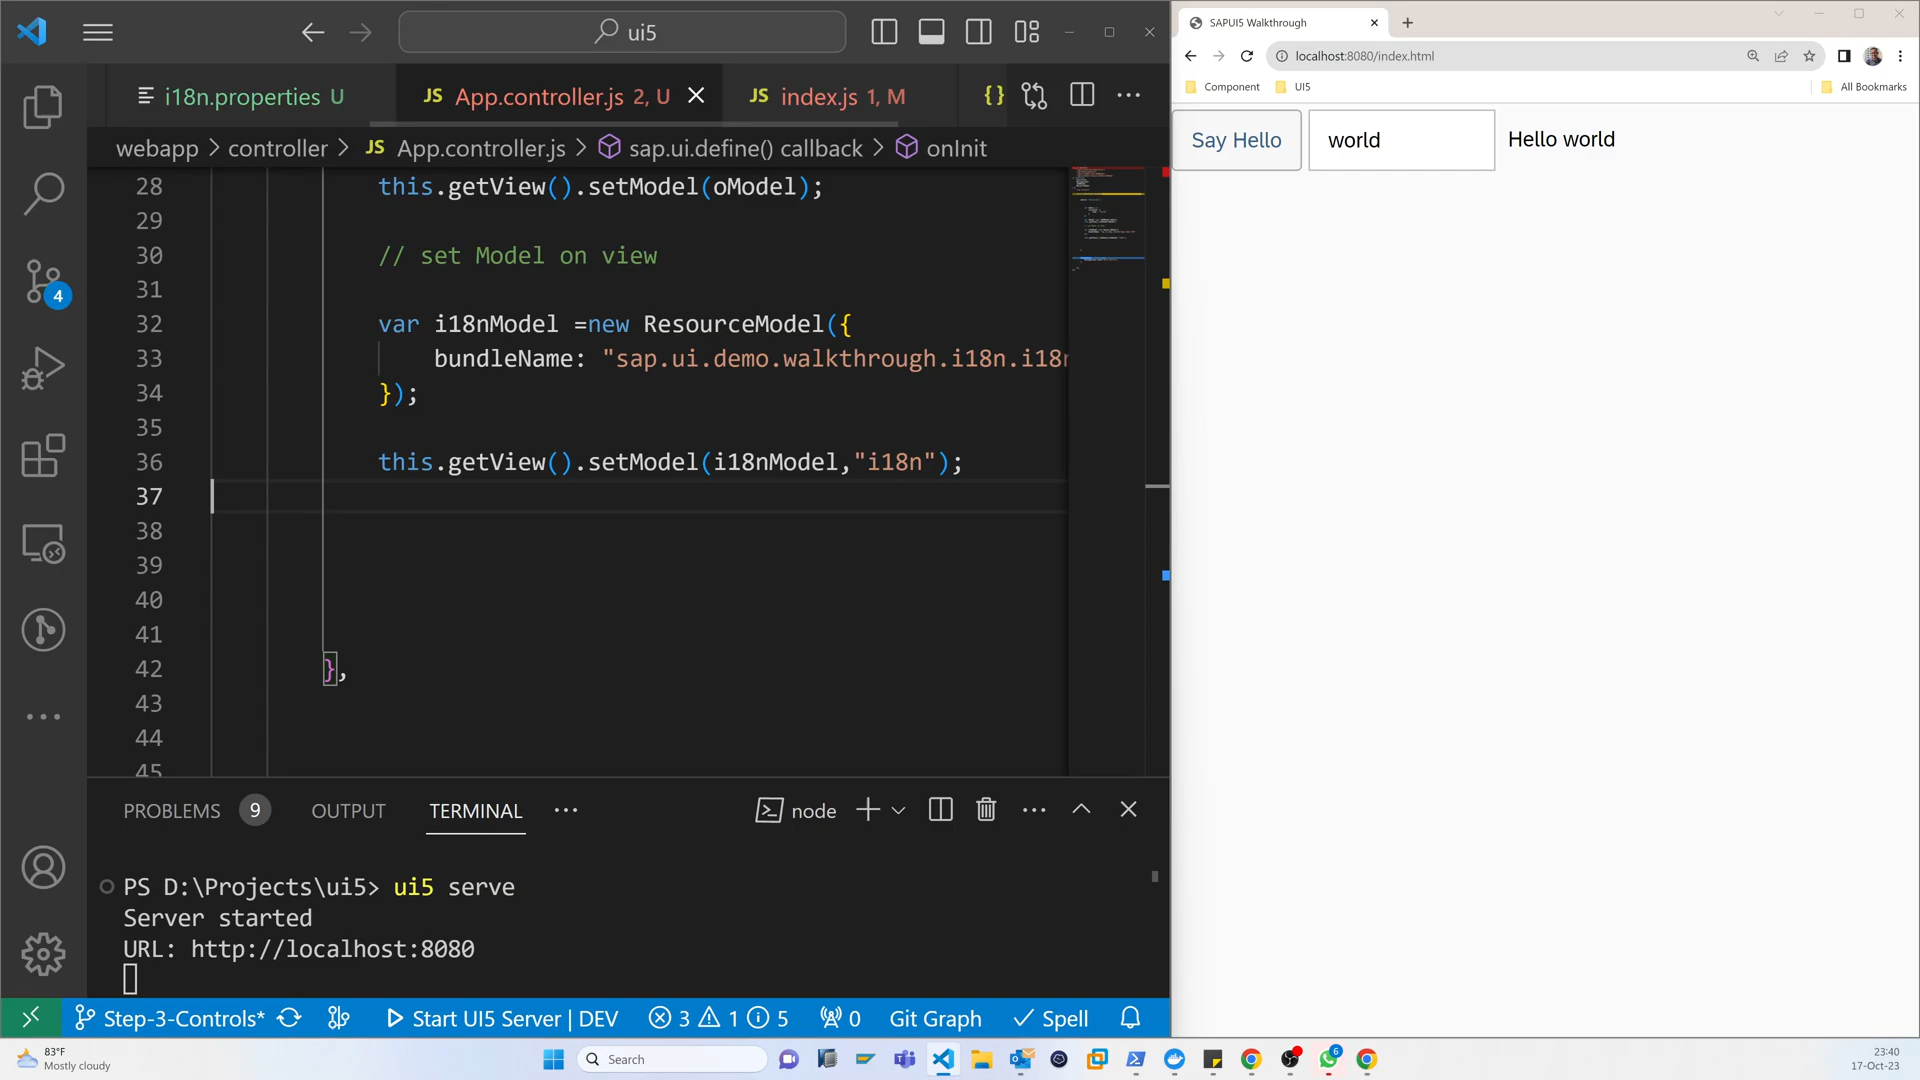 ui5
i18n.properties U
JS App.controller.js 2, U
JS index.js 1, M
{}
webapp > controller > JS App.controller.js > sap.ui.define() callback > onInit
28 this.getView().setModel(oModel);
29
30 // set Model on view
31
32 var i18nModel =new ResourceModel({
33 bundleName: "sap.ui.demo.walkthrough.i18n.i18n
34 });
35
36 this.getView().setModel(i18nModel,"i18n");
37
38
39
40
41
42 },
43
44
45
4
PROBLEMS 9 OUTPUT TERMINAL ··· node
PS D:\Projects\ui5> ui5 serve
Server started
URL: http://localhost:8080
Step-3-Controls* Start UI5 Server | DEV 3 1 5 0 Git Graph Spell
SAPUI5 Walkthrough
localhost:8080/index.html
Component UI5 All Bookmarks
Say Hello world Hello world
83°F
Mostly cloudy
Search
6
23:40
17-Oct-23